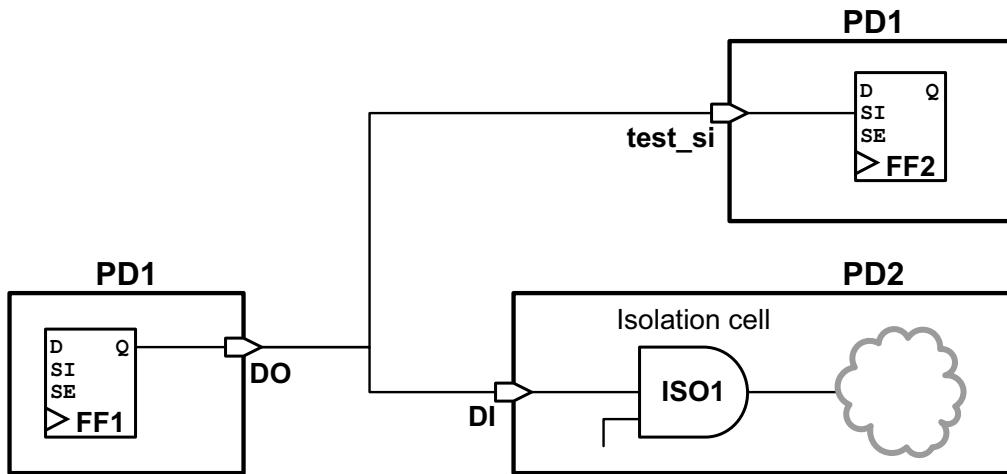 PD1
D Q
SI
SE
FF2
test_si
PD1
D Q
SI
SE
FF1
DO
PD2
Isolation cell
ISO1
DI